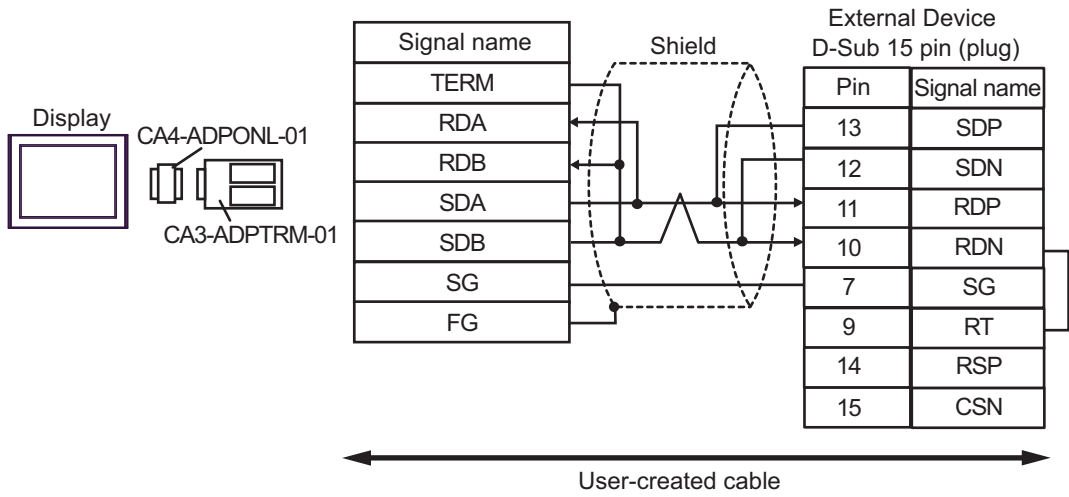 Display
CA4-ADPONL-01
CA3-ADPTRM-01
Signal name
TERM
RDA
RDB
SDA
SDB
SG
FG
Shield
External Device
D-Sub 15 pin (plug)
Pin Signal name
13 SDP
12 SDN
11 RDP
10 RDN
7 SG
9 RT
14 RSP
15 CSN
User-created cable